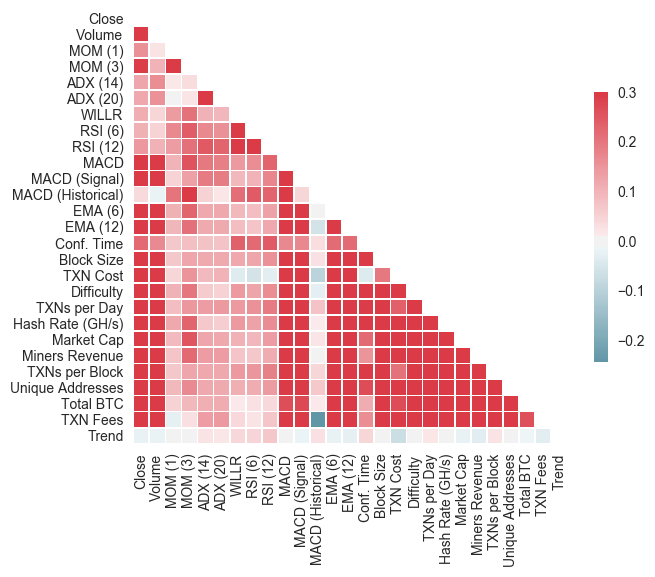 Close
Volume
MOM (1)
MOM (3)
ADX (14)
ADX (20)
WILLR
RSI (6)
RSI (12)
MACD
MACD (Signal)
MACD (Historical)
EMA (6)
EMA (12)
Conf. Time
Block Size
TXN Cost
Difficulty
TXNs per Day
Hash Rate (GH/s)
Market Cap
Miners Revenue
TXNs per Block
Unique Addresses
Total BTC
TXN Fees
Trend
Close
Volume
MOM (1)
MOM (3)
ADX (14)
ADX (20)
WILLR
RSI (6)
RSI (12)
MACD
MACD (Signal)
MACD (Historical)
EMA (6)
EMA (12)
Conf. Time
Block Size
TXN Cost
Difficulty
TXNs per Day
Hash Rate (GH/s)
Market Cap
Miners Revenue
TXNs per Block
Unique Addresses
Total BTC
TXN Fees
Trend
0.3
0.2
0.1
0.0
−0.1
−0.2